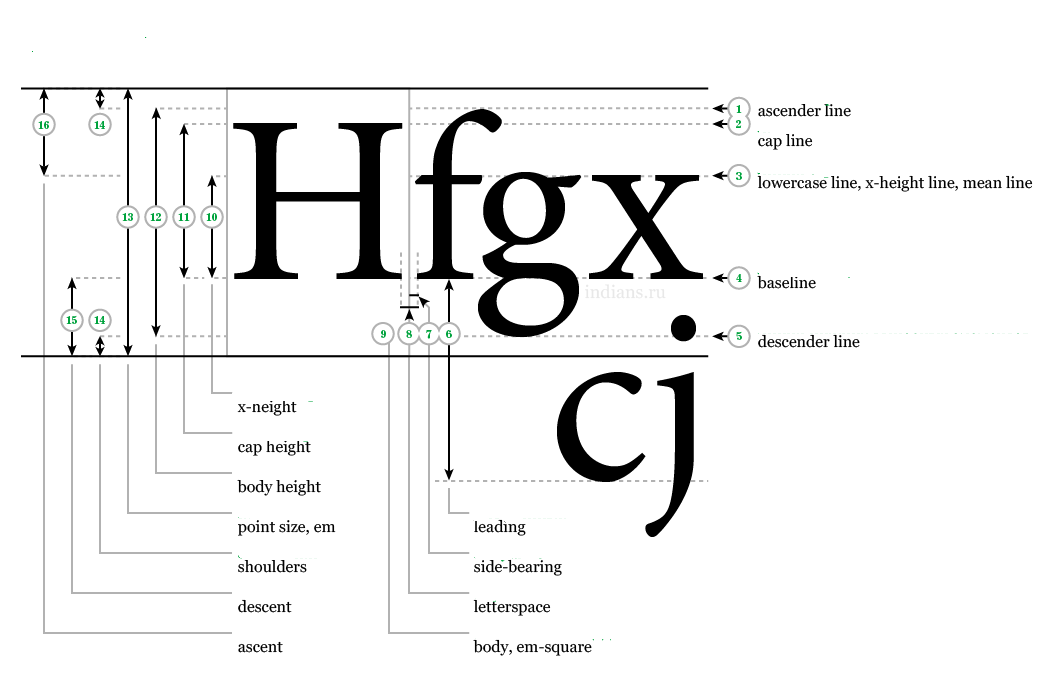 1 ascender line
16 14 Hfgx 2
cap line
3 lowercase line, x-height line, mean line
13 12 11 10
4 baseline
indians.ru
15 14 9 8 7 6 5 descender line
cj
x-neight
cap height
body height
point size, em leading
shoulders side-bearing
descent letterspace
ascent body, em-square